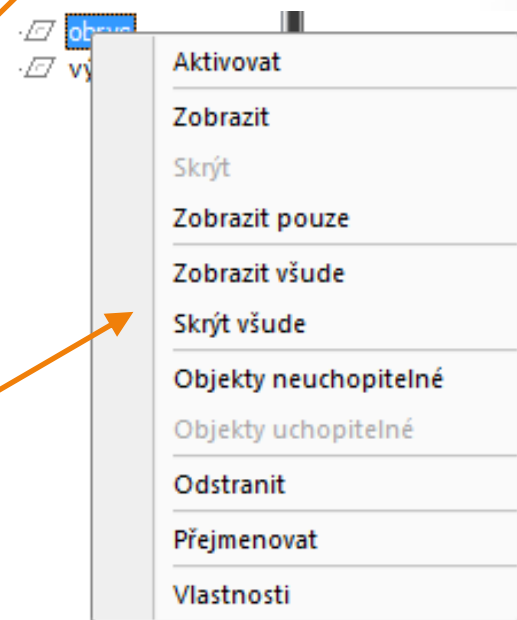 Aktivovat
Zobrazit
Skrýt
Zobrazit pouze
Zobrazit všude
Skrýt všude
Objekty neuchopitelné
Objekty uchopitelné
Odstranit
Přejmenovat
Vlastnosti